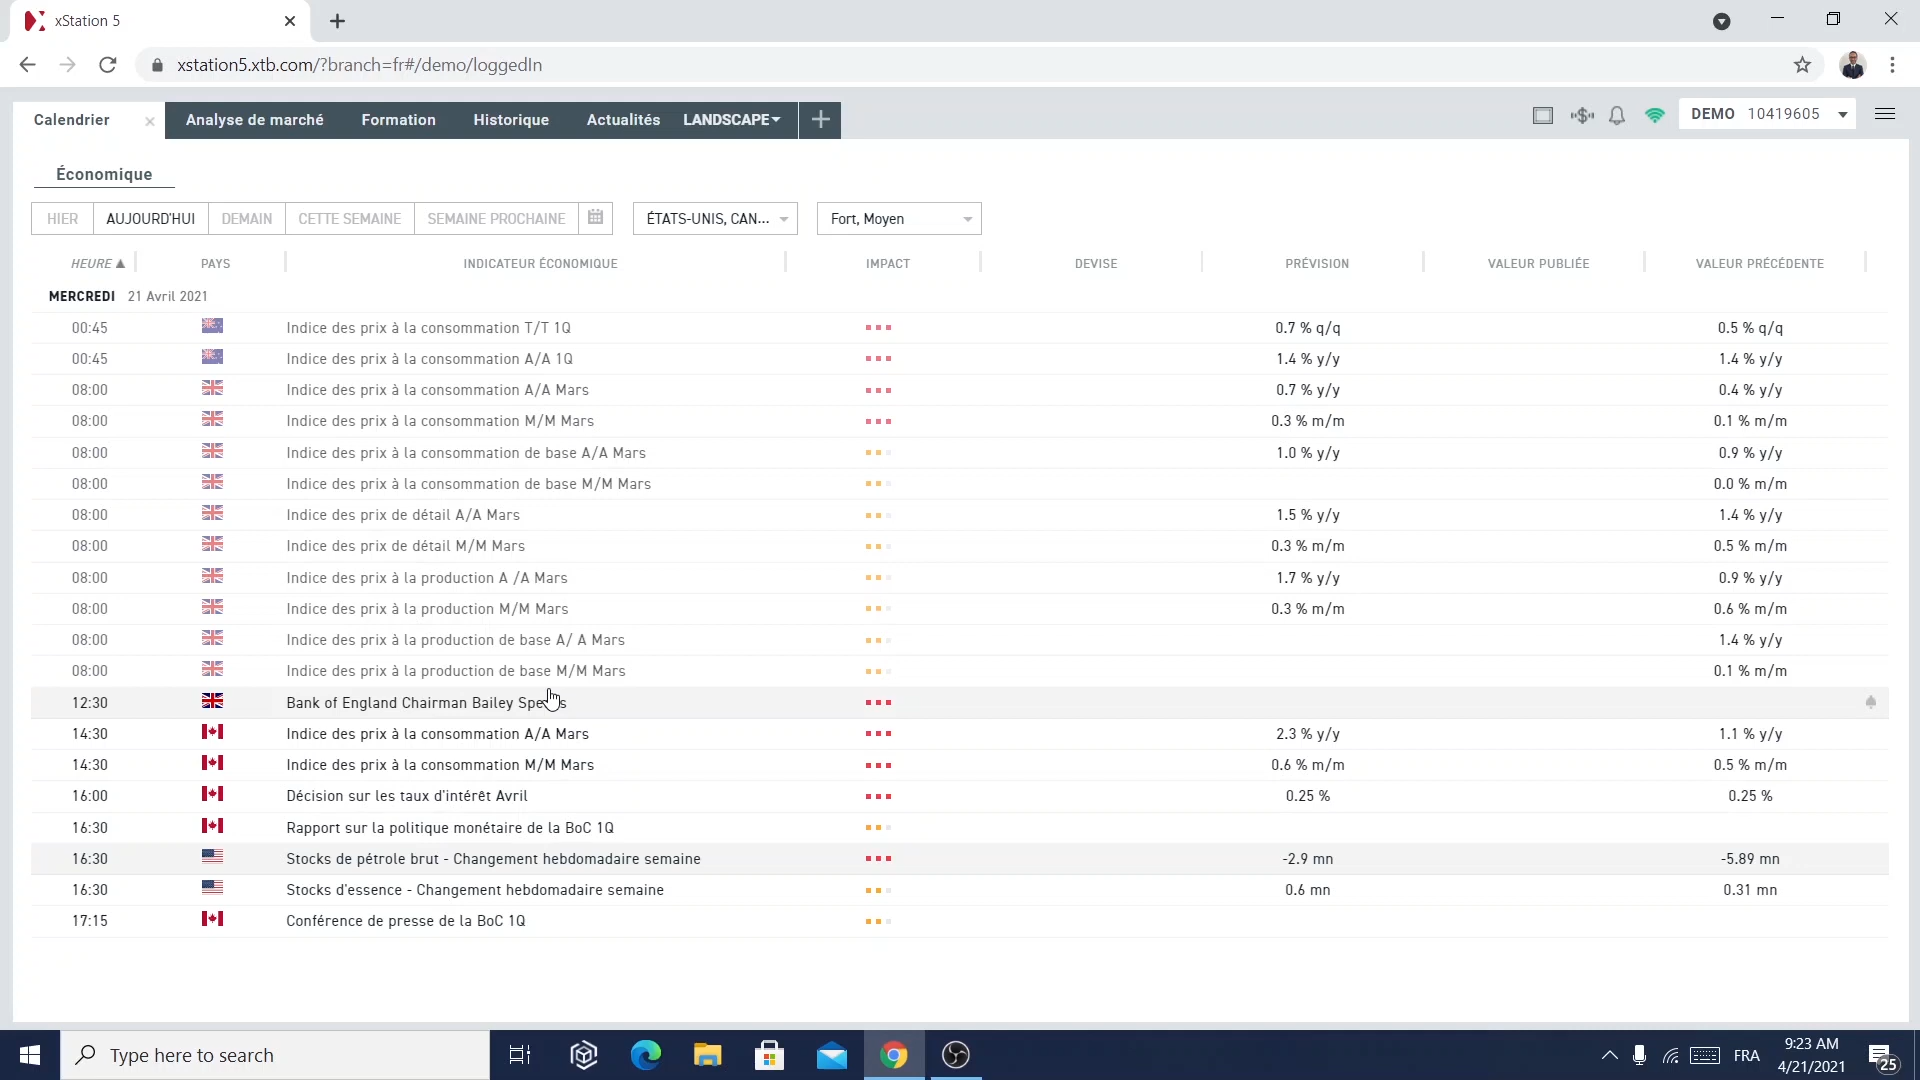 xStation 5
xstation5.xtb.com/?branch=fr#/demo/loggedIn
Calendrier Analyse de marché Formation Historique Actualités LANDSCAPE DEMO 10419605
Économique
HIER AUJOURD'HUI DEMAIN CETTE SEMAINE SEMAINE PROCHAINE ÉTATS-UNIS, CAN... Fort, Moyen
HEURE PAYS INDICATEUR ÉCONOMIQUE IMPACT DEVISE PRÉVISION VALEUR PUBLIÉE VALEUR PRÉCÉDENTE
MERCREDI 21 Avril 2021
00:45 Indice des prix à la consommation T/T 1Q 0.7 % q/q 0.5 % q/q
00:45 Indice des prix à la consommation A/A 1Q 1.4 % y/y 1.4 % y/y
08:00 Indice des prix à la consommation A/A Mars 0.7 % y/y 0.4 % y/y
08:00 Indice des prix à la consommation M/M Mars 0.3 % m/m 0.1 % m/m
08:00 Indice des prix à la consommation de base A/A Mars 1.0 % y/y 0.9 % y/y
08:00 Indice des prix à la consommation de base M/M Mars 0.0 % m/m
08:00 Indice des prix de détail A/A Mars 1.5 % y/y 1.4 % y/y
08:00 Indice des prix de détail M/M Mars 0.3 % m/m 0.5 % m/m
08:00 Indice des prix à la production A /A Mars 1.7 % y/y 0.9 % y/y
08:00 Indice des prix à la production M/M Mars 0.3 % m/m 0.6 % m/m
08:00 Indice des prix à la production de base A/ A Mars 1.4 % y/y
08:00 Indice des prix à la production de base M/M Mars 0.1 % m/m
12:30 Bank of England Chairman Bailey
14:30 Indice des prix à la consommation A/A Mars 2.3 % y/y 1.1 % y/y
14:30 Indice des prix à la consommation M/M Mars 0.6 % m/m 0.5 % m/m
16:00 Décision sur les taux d'intérêt Avril 0.25 % 0.25 %
16:30 Rapport sur la politique monétaire de la BoC 1Q
16:30 Stocks de pétrole brut - Changement hebdomadaire semaine -2.9 mn -5.89 mn
16:30 Stocks d'essence - Changement hebdomadaire semaine 0.6 mn 0.31 mn
17:15 Conférence de presse de la BoC 1Q
Type here to search FRA 9:23 AM
4/21/2021 25